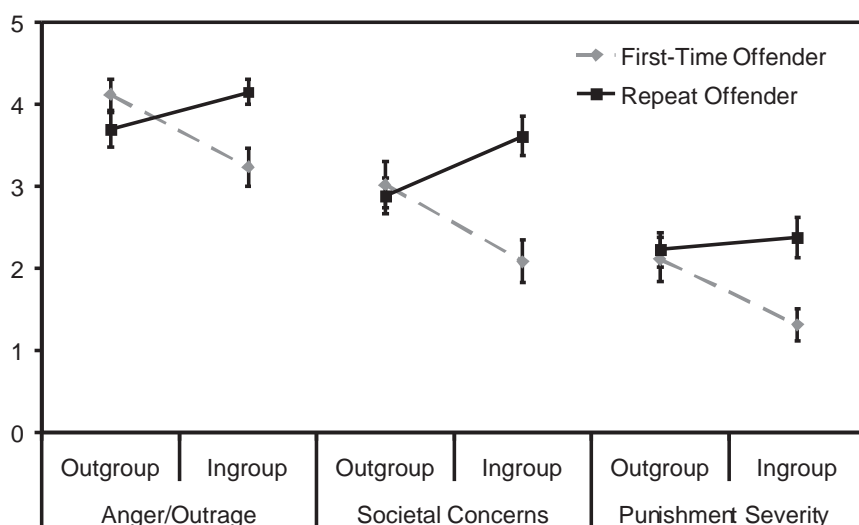 5
4
3
2
1
0
First-Time Offender
Repeat Offender
Outgroup Ingroup Outgroup Ingroup Outgroup Ingroup
Anger/Outrage Societal Concerns Punishment Severity